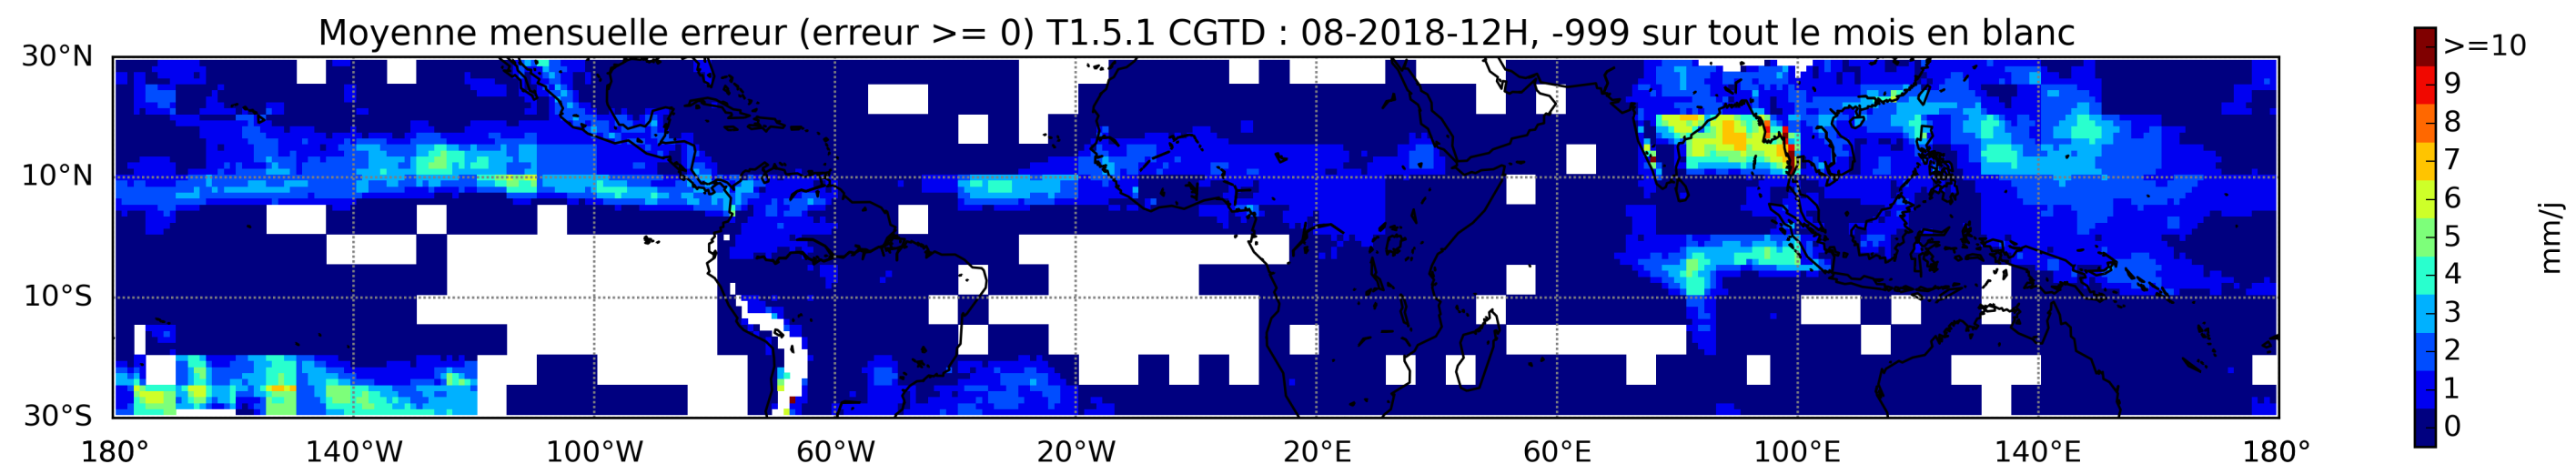 Moyenne mensuelle erreur (erreur >= 0) T1.5.1 CGTD : 08-2018-12H, -999 sur tout le mois en blanc
30°N
10°N
10°S
30°S
180° 140°W 100°W 60°W 20°W 20°E 60°E 100°E 140°E 180°
>=10
9
8
7
6
5
4
3
2
1
0
mm/j